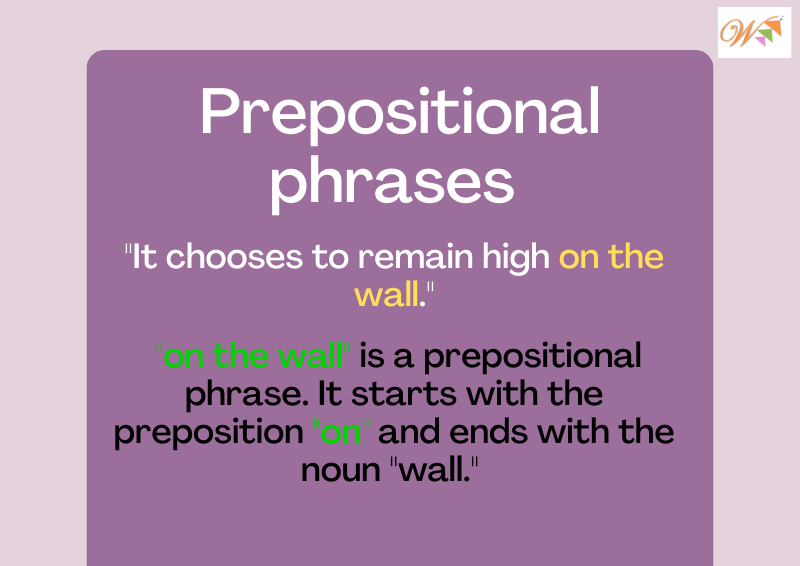 W
Prepositional
phrases
"It chooses to remain high on the
wall."
"on the wall" is a prepositional
phrase. It starts with the
preposition "on" and ends with the
noun "wall."